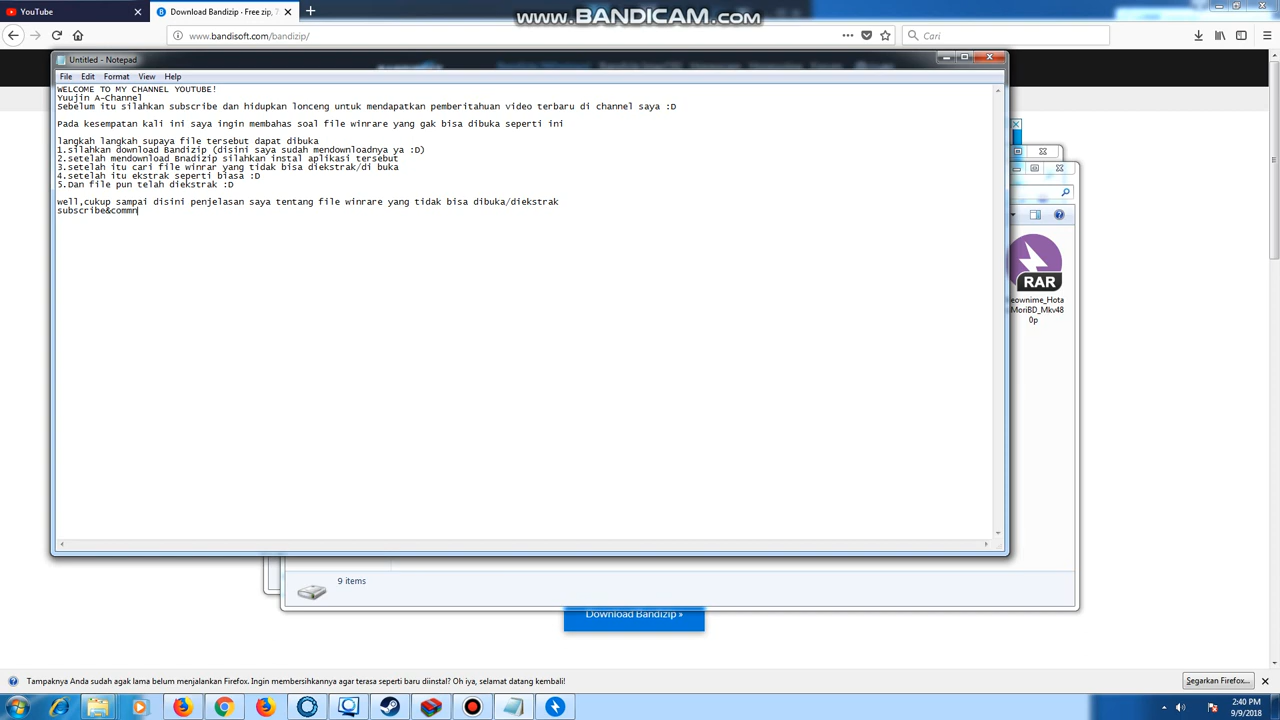 YouTube
Download Bandizip - Free zip, 7
WWW.BANDICAM.COM
www.bandisoft.com/bandizip/
Cari
Untitled - Notepad
File Edit Format View Help
WELCOME TO MY CHANNEL YOUTUBE!
Yuujin A-Channel
Sebelum itu silahkan subscribe dan hidupkan lonceng untuk mendapatkan pemberitahuan video terbaru di channel saya :D
Pada kesempatan kali ini saya ingin membahas soal file winrare yang gak bisa dibuka seperti ini
langkah langkah supaya file tersebut dapat dibuka
1.silahkan download Bandizip (disini saya sudah mendownloadnya ya :D)
2.setelah mendownload Bnadizip silahkan instal aplikasi tersebut
3.setelah itu cari file winrar yang tidak bisa diekstrak/di buka
4.setelah itu ekstrak seperti biasa :D
5.Dan file pun telah diekstrak :D
well,cukup sampai disini penjelasan saya tentang file winrare yang tidak bisa dibuka/diekstrak
subscribe&commn
RAR
eownime_Hota
MoriBD_Mkv48
0p
9 items
Download Bandizip »
Tampaknya Anda sudah agak lama belum menjalankan Firefox. Ingin membersihkannya agar terasa seperti baru diinstal? Oh iya, selamat datang kembali!
Segarkan Firefox...
2:40 PM
9/9/2018